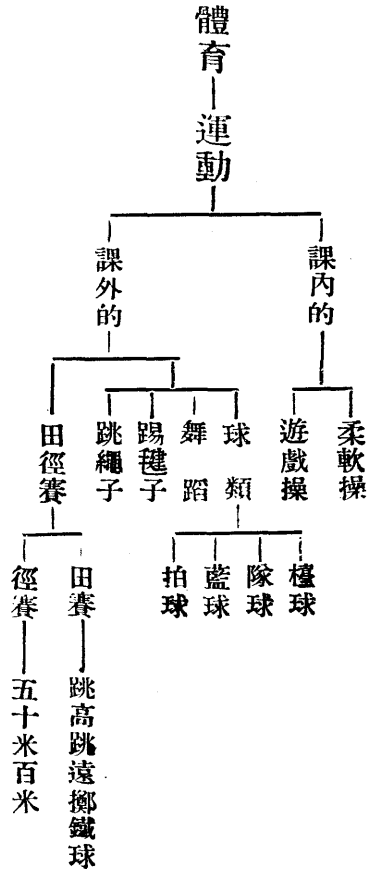 體育
運動
課內的
課外的
柔軟操
遊戲操
球類
舞蹈
踢毽子
跳繩子
田徑賽
檯球
隊球
藍球
拍球
田賽
徑賽
跳高跳遠擲鐵球
五十米百米